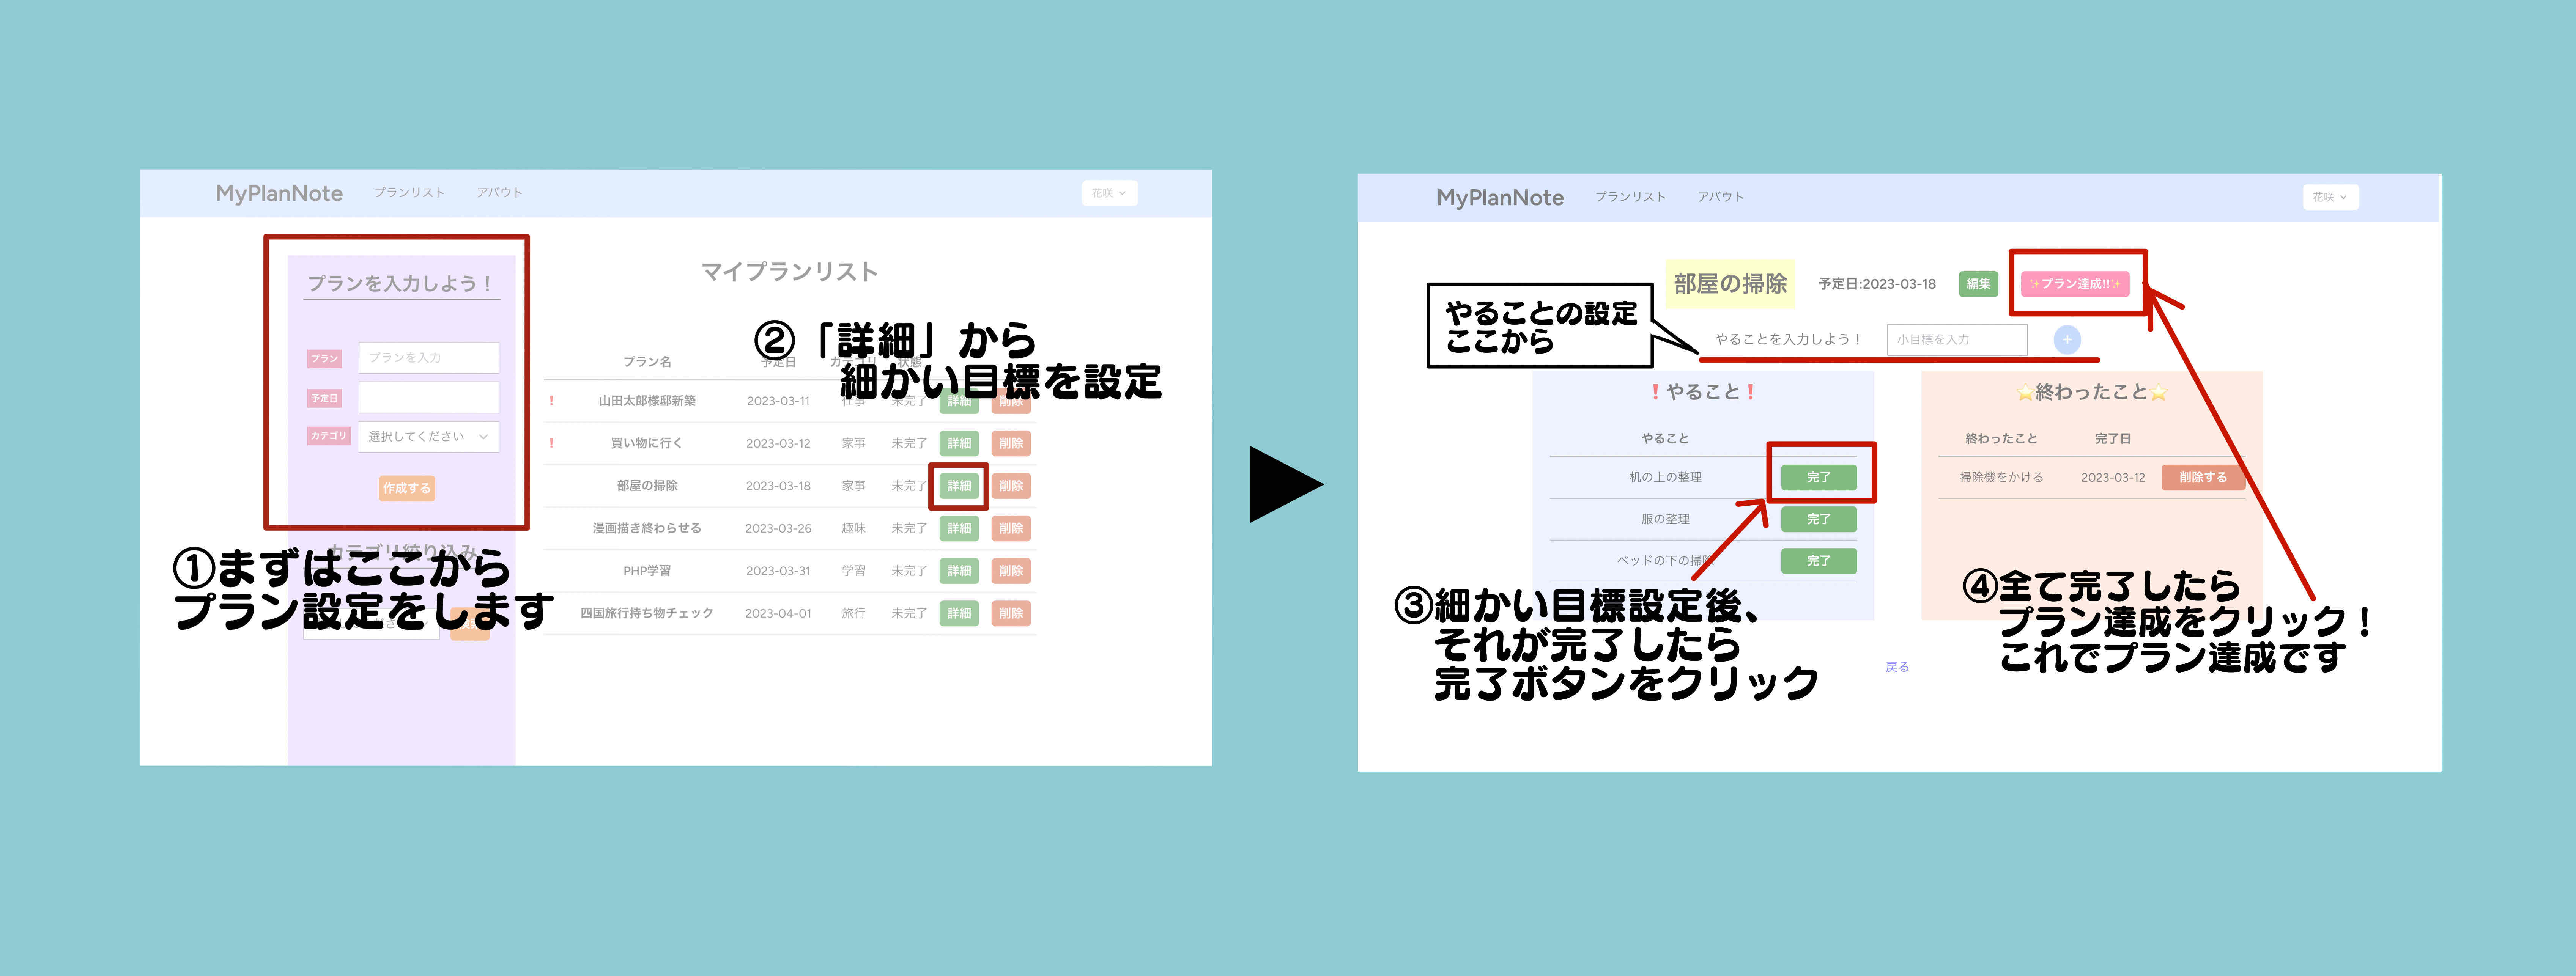 MyPlanNote プランリスト アバウト 花咲
プランを入力しよう！
プラン プランを入力
予定日
カテゴリ 選択してください
作成する
カテゴリ絞り込み
①まずはここから
プラン設定をします
マイプランリスト
②「詳細」から
細かい目標を設定
プラン名 予定日 カテゴリ 状態
! 山田太郎様邸新築 2023-03-11 仕事 未完了 詳細 削除
! 買い物に行く 2023-03-12 家事 未完了 詳細 削除
部屋の掃除 2023-03-18 家事 未完了 詳細 削除
漫画描き終わらせる 2023-03-26 趣味 未完了 詳細 削除
PHP学習 2023-03-31 学習 未完了 詳細 削除
四国旅行持ち物チェック 2023-04-01 旅行 未完了 詳細 削除
MyPlanNote プランリスト アバウト 花咲
部屋の掃除 予定日:2023-03-18 編集 ✨プラン達成!!✨
やることの設定
ここから
やることを入力しよう！ 小目標を入力 +
❗やること❗
やること
机の上の整理 完了
服の整理 完了
ベッドの下の掃除 完了
⭐終わったこと⭐
終わったこと 完了日
掃除機をかける 2023-03-12 削除する
③細かい目標設定後、
それが完了したら
完了ボタンをクリック
④全て完了したら
プラン達成をクリック！
これでプラン達成です
戻る